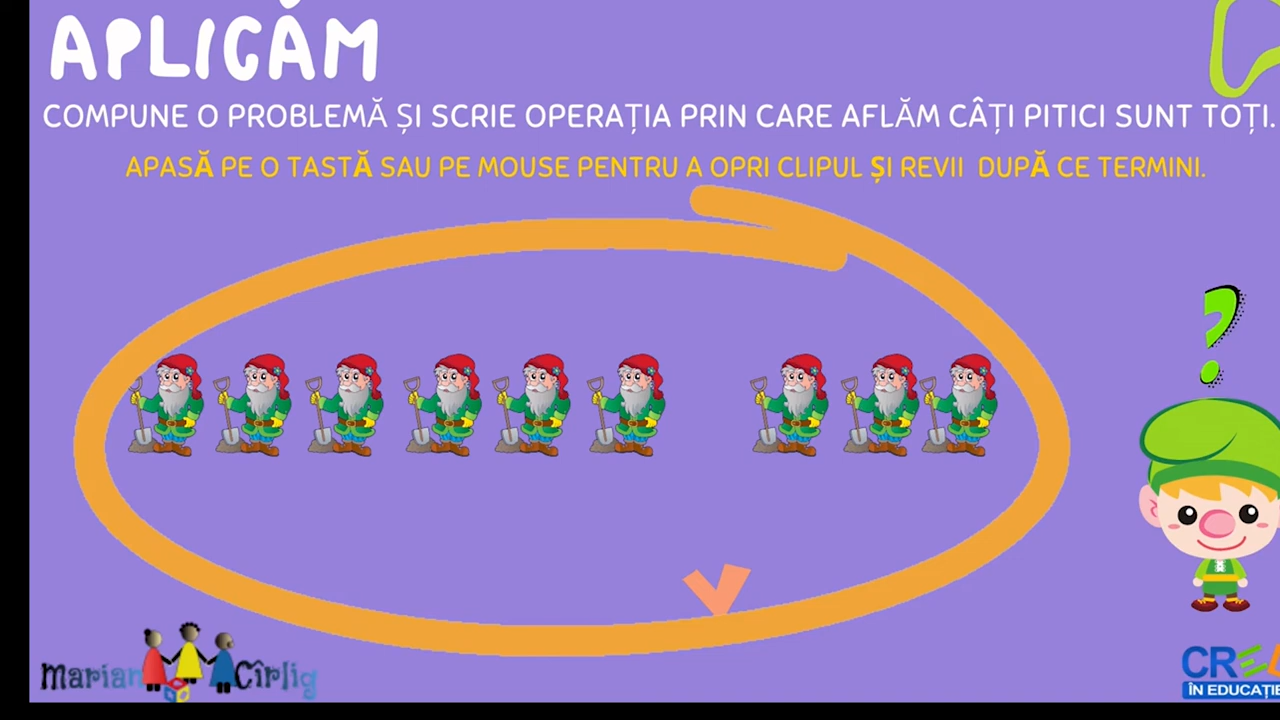 APLICĂM
COMPUNE O PROBLEMĂ ȘI SCRIE OPERAȚIA PRIN CARE AFLĂM CÂȚI PITICI SUNT TOȚI.
APASĂ PE O TASTĂ SAU PE MOUSE PENTRU A OPRI CLIPUL ȘI REVII DUPĂ CE TERMINI.
?
Marian Cîrlig
CRED
ÎN EDUCAȚIE